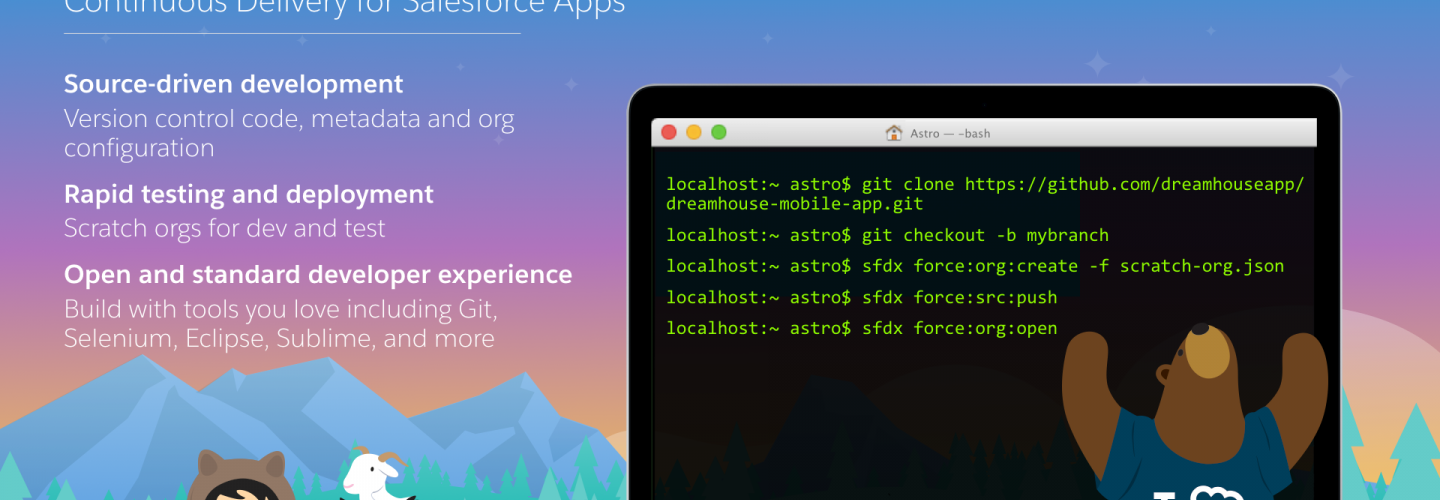 Continuous Delivery for Salesforce Apps
Source-driven development
Version control code, metadata and org
configuration
Rapid testing and deployment
Scratch orgs for dev and test
Open and standard developer experience
Build with tools you love including Git,
Selenium, Eclipse, Sublime, and more
Astro — -bash
localhost:~ astro$ git clone https://github.com/dreamhouseapp/
dreamhouse-mobile-app.git
localhost:~ astro$ git checkout -b mybranch
localhost:~ astro$ sfdx force:org:create -f scratch-org.json
localhost:~ astro$ sfdx force:src:push
localhost:~ astro$ sfdx force:org:open